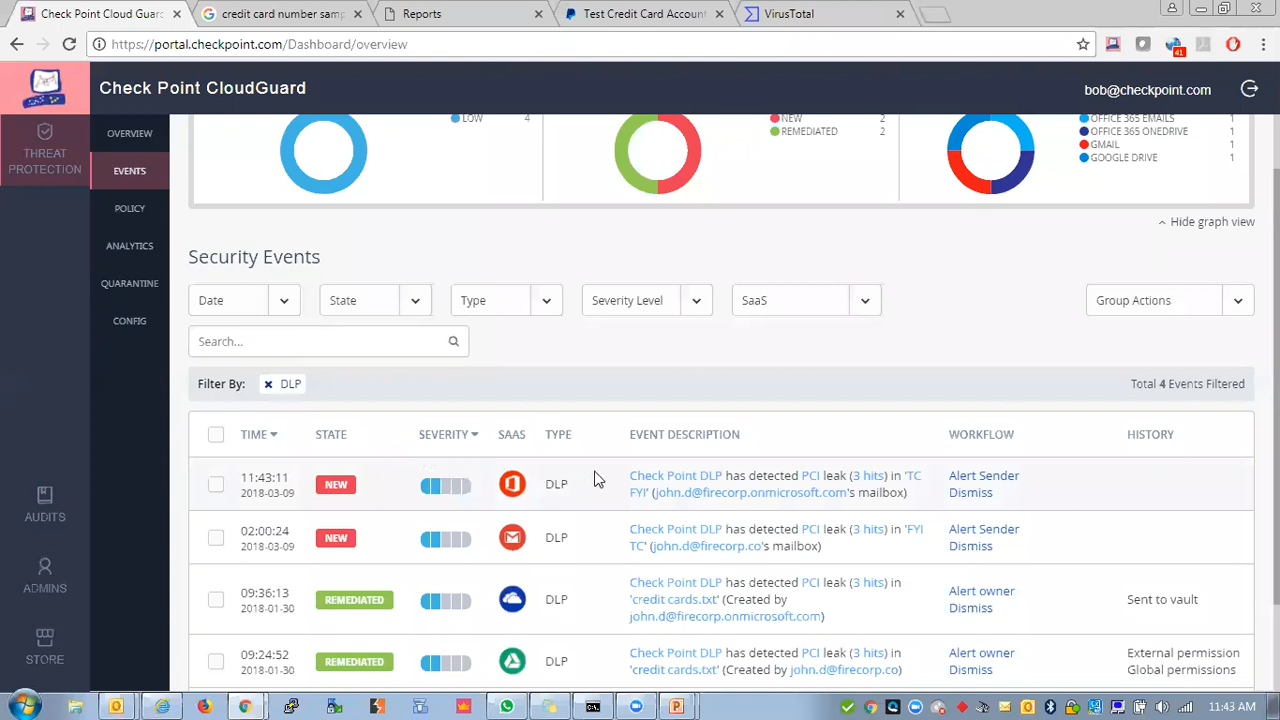 Check Point Cloud Guar
credit card number samp
Reports
Test Credit Card Account
VirusTotal
https://portal.checkpoint.com/Dashboard/overview
41
Check Point CloudGuard
bob@checkpoint.com
THREAT
PROTECTION
AUDITS
ADMINS
STORE
OVERVIEW
EVENTS
POLICY
ANALYTICS
QUARANTINE
CONFIG
LOW 4
NEW 2
REMEDIATED 2
OFFICE 365 EMAILS 1
OFFICE 365 ONEDRIVE 1
GMAIL 1
GOOGLE DRIVE 1
Hide graph view
Security Events
Date State Type Severity Level SaaS Group Actions
Search...
Filter By: × DLP Total 4 Events Filtered
TIME STATE SEVERITY SAAS TYPE EVENT DESCRIPTION WORKFLOW HISTORY
11:43:11
2018-03-09
NEW
DLP
Check Point DLP has detected PCI leak (3 hits) in 'TC
FYI' (john.d@firecorp.onmicrosoft.com's mailbox)
Alert Sender
Dismiss
02:00:24
2018-03-09
NEW
DLP
Check Point DLP has detected PCI leak (3 hits) in 'FYI
TC' (john.d@firecorp.co's mailbox)
Alert Sender
Dismiss
09:36:13
2018-01-30
REMEDIATED
DLP
Check Point DLP has detected PCI leak (3 hits) in
'credit cards.txt' (Created by
john.d@firecorp.onmicrosoft.com)
Alert owner
Dismiss
Sent to vault
09:24:52
2018-01-30
REMEDIATED
DLP
Check Point DLP has detected PCI leak (3 hits) in
'credit cards.txt' (Created by john.d@firecorp.co)
Alert owner
Dismiss
External permission
Global permissions
11:43 AM